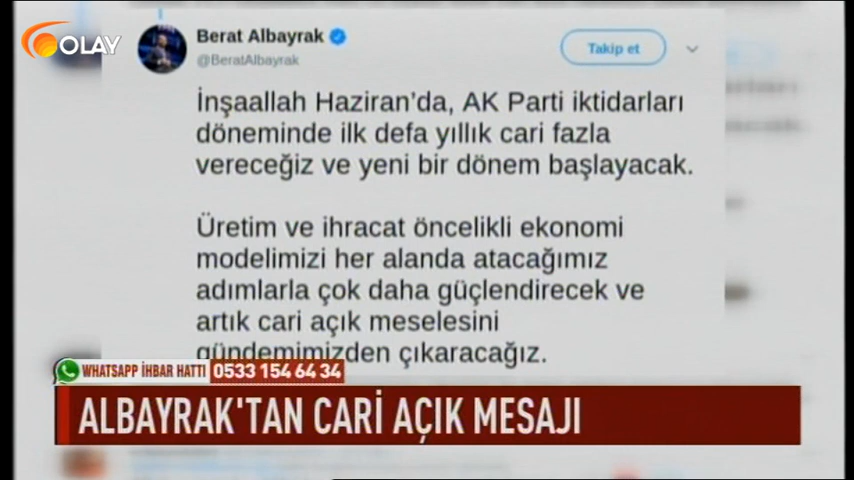 OLAY
Berat Albayrak
@BeratAlbayrak
Takip et
İnşaallah Haziran’da, AK Parti iktidarları
döneminde ilk defa yıllık cari fazla
vereceğiz ve yeni bir dönem başlayacak.
Üretim ve ihracat öncelikli ekonomi
modelimizi her alanda atacağımız
adımlarla çok daha güçlendirecek ve
artık cari açık meselesini
gündemimizden çıkaracağız.
WHATSAPP İHBAR HATTI 0533 154 64 34
ALBAYRAK'TAN CARİ AÇIK MESAJI